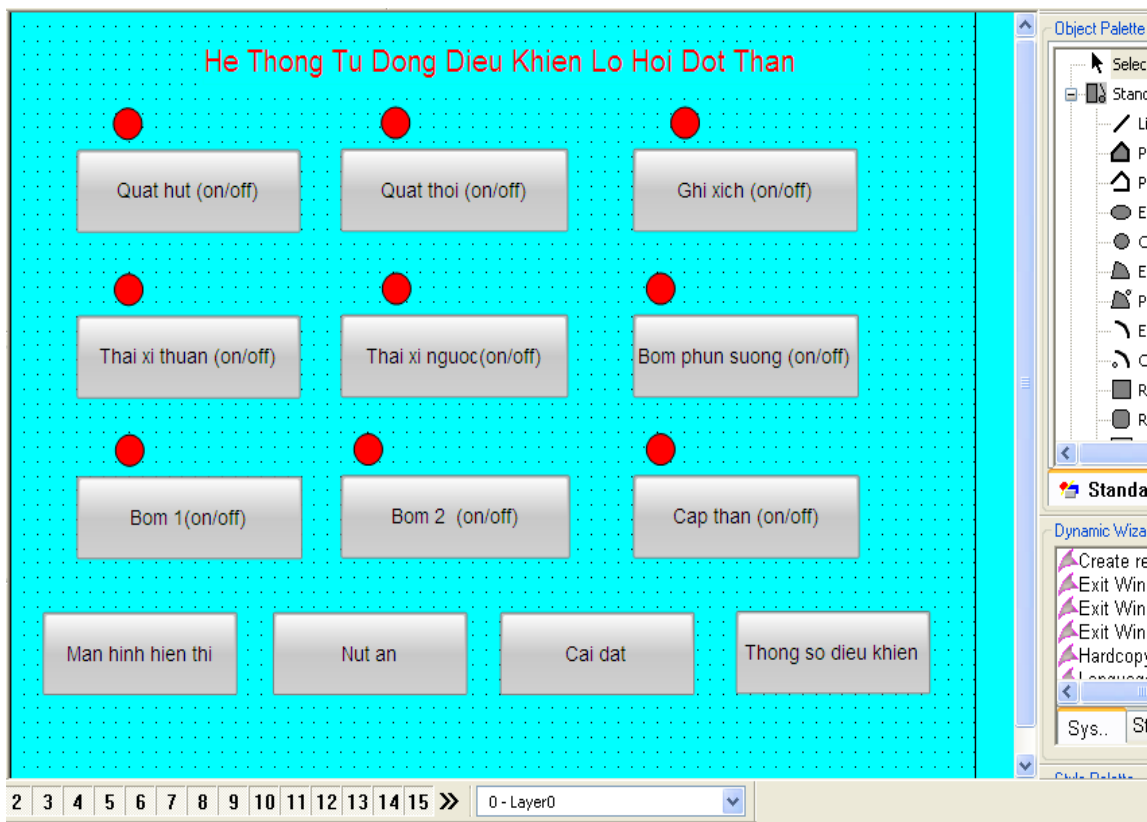 He Thong Tu Dong Dieu Khien Lo Hoi Dot Than
Quat hut (on/off)
Quat thoi (on/off)
Ghi xich (on/off)
Thai xi thuan (on/off)
Thai xi nguoc(on/off)
Bom phun suong (on/off)
Bom 1(on/off)
Bom 2 (on/off)
Cap than (on/off)
Man hinh hien thi
Nut an
Cai dat
Thong so dieu khien
2 3 4 5 6 7 8 9 10 11 12 13 14 15
0 - Layer0
Object Palette
Selec
Stand
Li
P
P
E
C
E
P
E
C
R
R
Standa
Dynamic Wiza
Create re
Exit Win
Exit Win
Exit Win
Hardcopy
Sys.. St